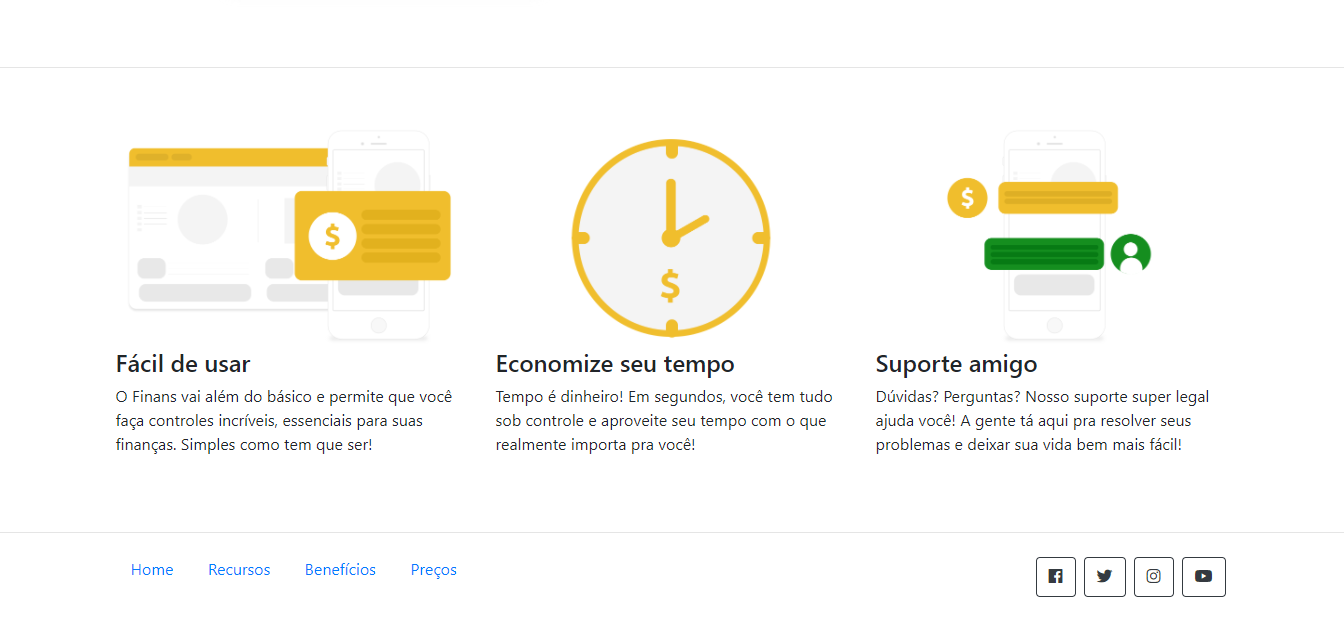 $
$
$
Fácil de usar
O Finans vai além do básico e permite que você
faça controles incríveis, essenciais para suas
finanças. Simples como tem que ser!
Economize seu tempo
Tempo é dinheiro! Em segundos, você tem tudo
sob controle e aproveite seu tempo com o que
realmente importa pra você!
Suporte amigo
Dúvidas? Perguntas? Nosso suporte super legal
ajuda você! A gente tá aqui pra resolver seus
problemas e deixar sua vida bem mais fácil!
Home Recursos Benefícios Preços